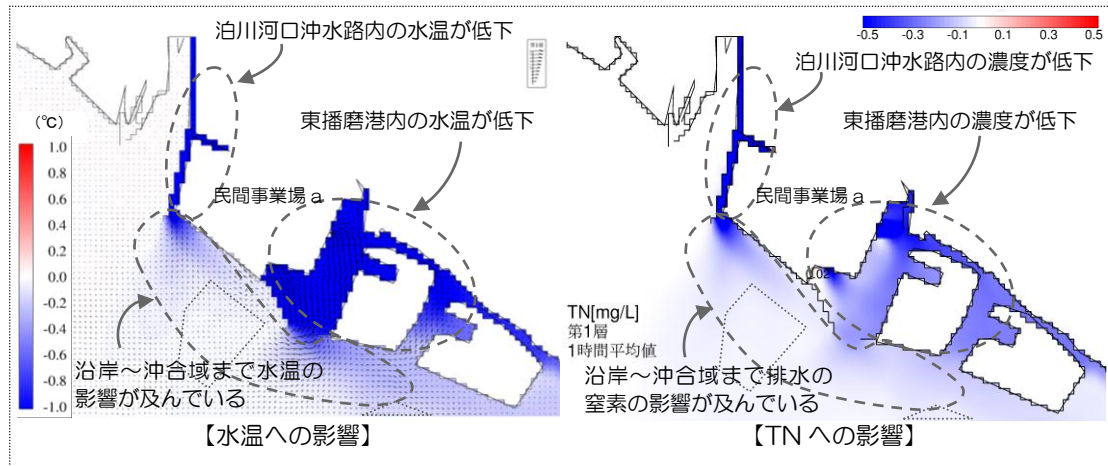 泊川河口沖水路内の水温が低下
東播磨港内の水温が低下
(℃)
1.0
0.8
0.6
0.4
0.2
0.0
-0.2
-0.4
-0.6
-0.8
-1.0
民間事業場a
沿岸～沖合域まで水温の
影響が及んでいる
【水温への影響】
-0.5 -0.3 -0.1 0.1 0.3 0.5
泊川河口沖水路内の濃度が低下
東播磨港内の濃度が低下
民間事業場a
TN[mg/L]
第1層
1時間平均値
沿岸～沖合域まで排水の
窒素の影響が及んでいる
【TNへの影響】